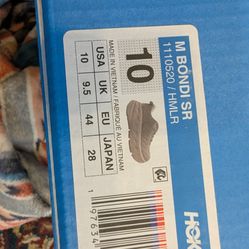 M BONDI SR
1110520 / HMLR
10
MADE IN VIETNAM / FABRIQUÉ AU VIETNAM
USA UK EU JAPAN
10 9.5 44 28